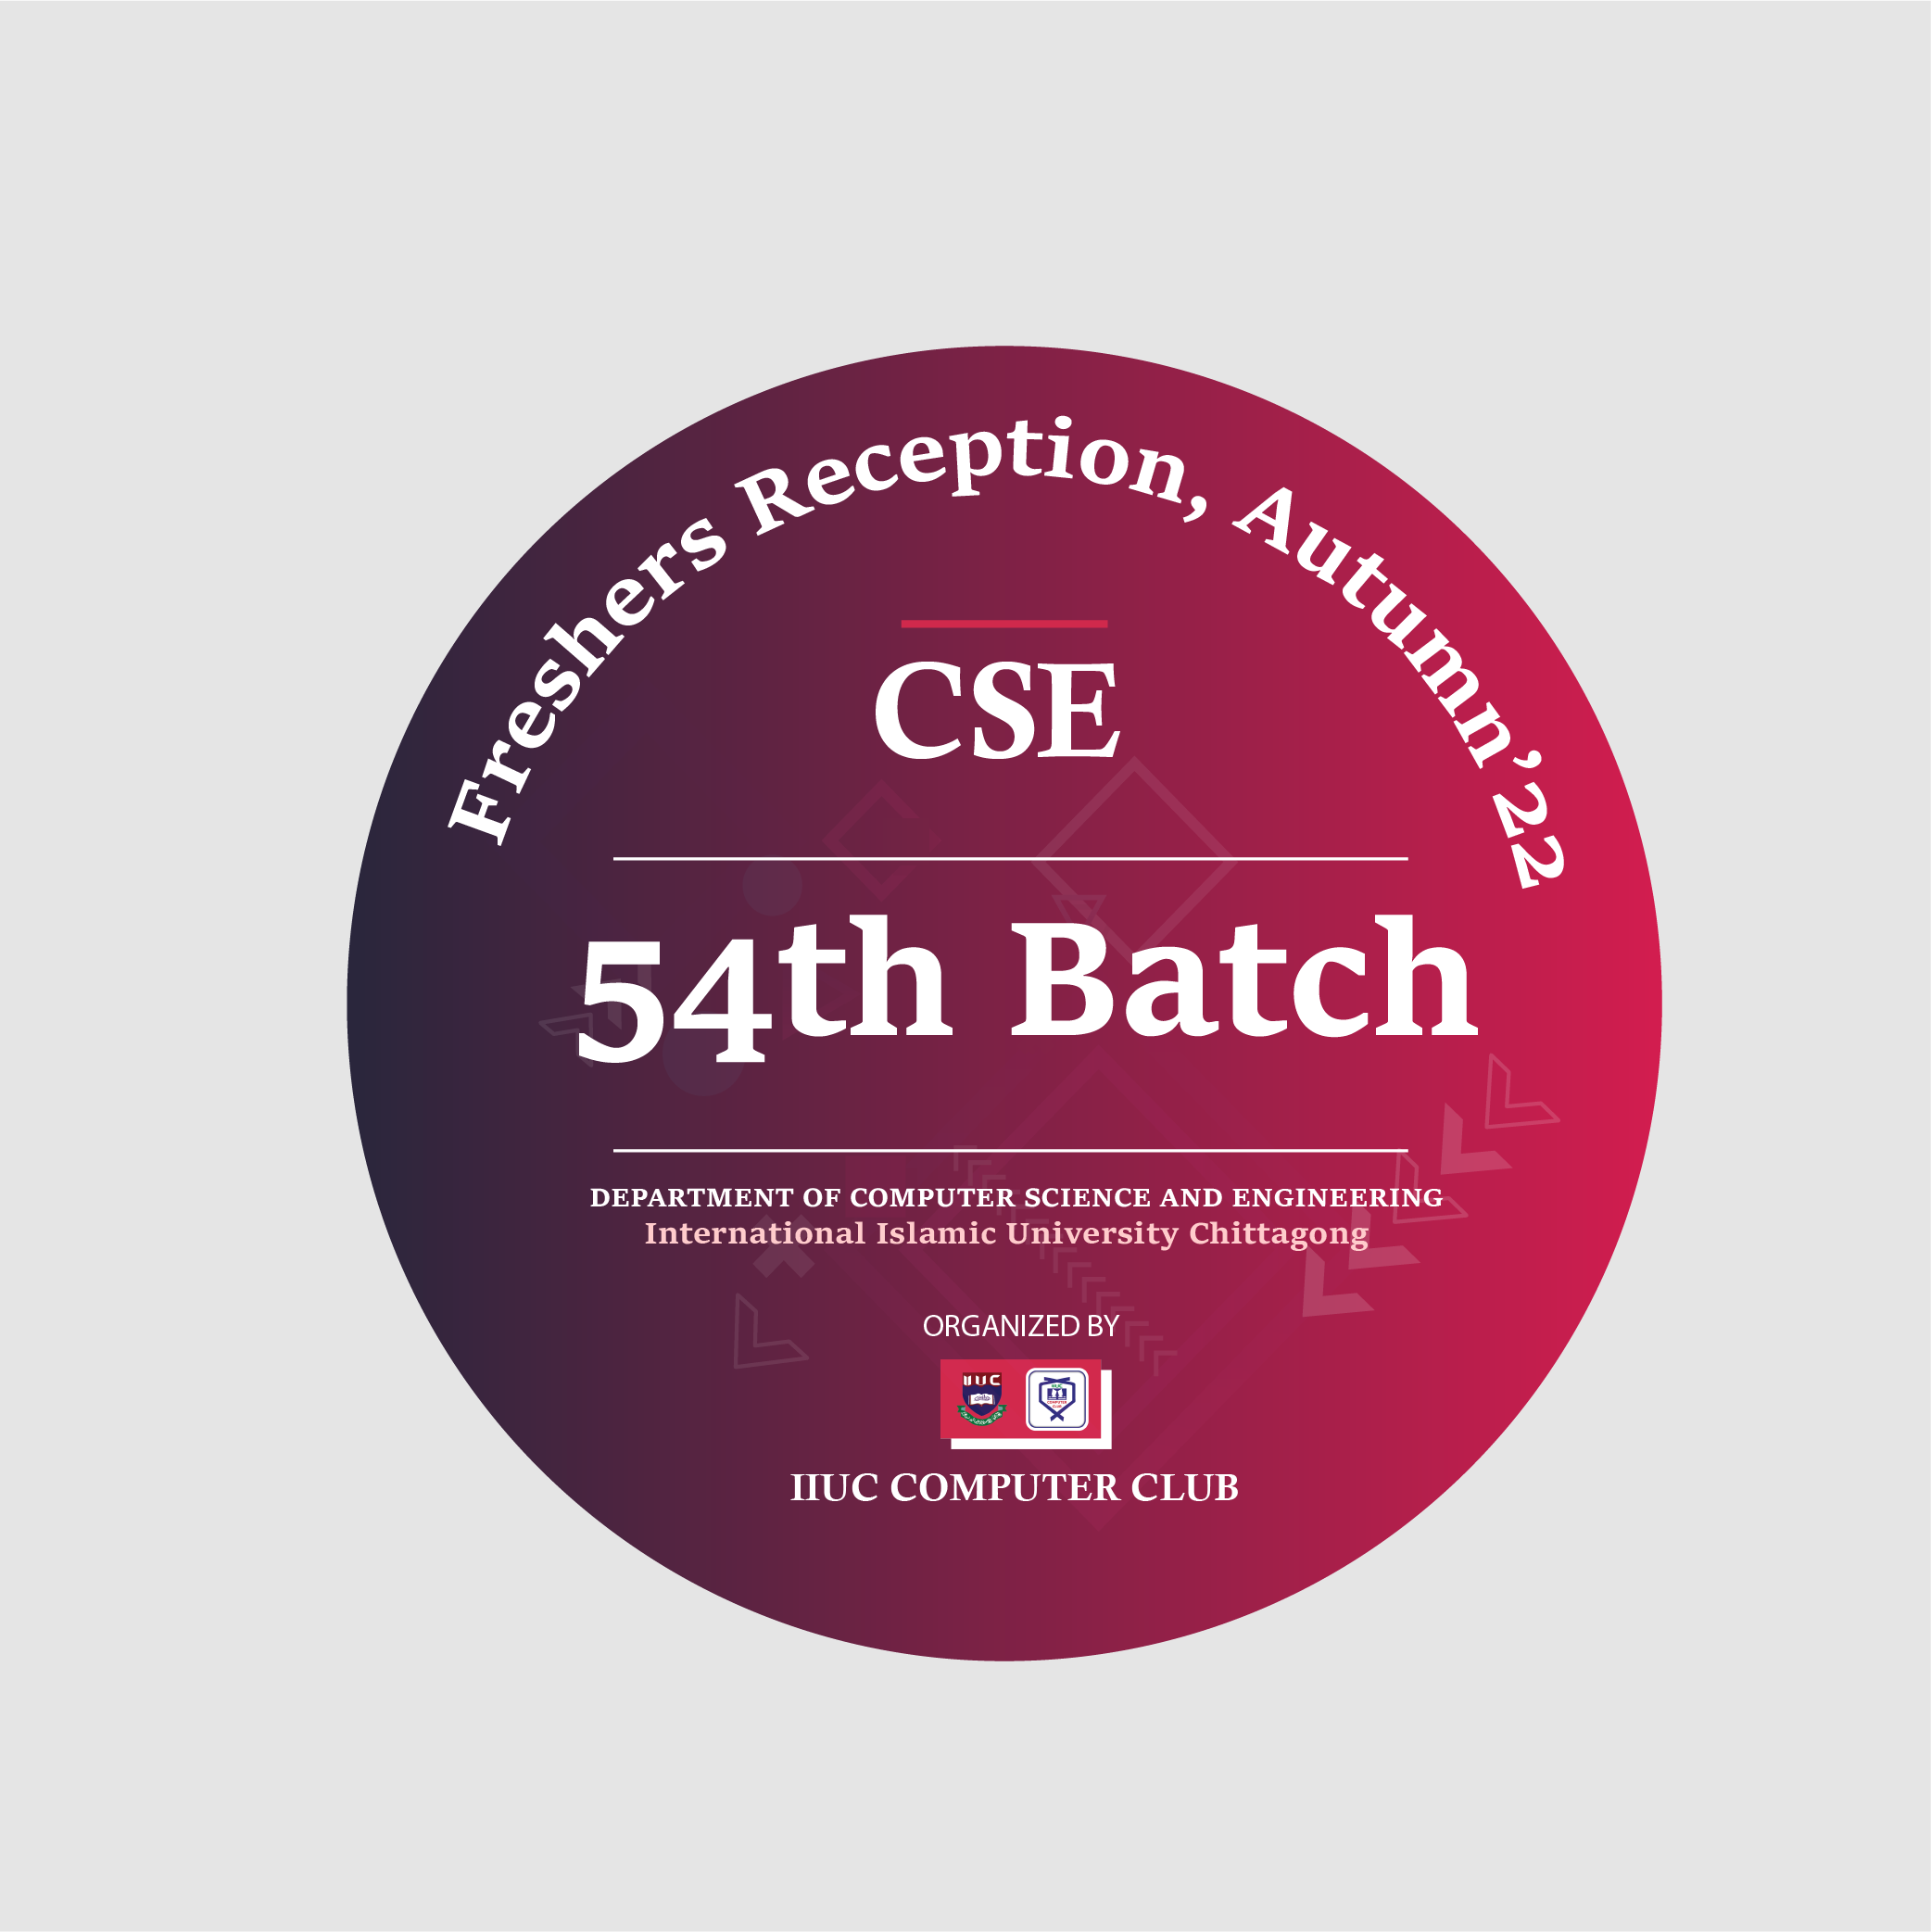 Freshers Reception, Autumn’22
CSE
54th Batch
DEPARTMENT OF COMPUTER SCIENCE AND ENGINEERING
International Islamic University Chittagong
ORGANIZED BY
IIUC
IIUC COMPUTER CLUB